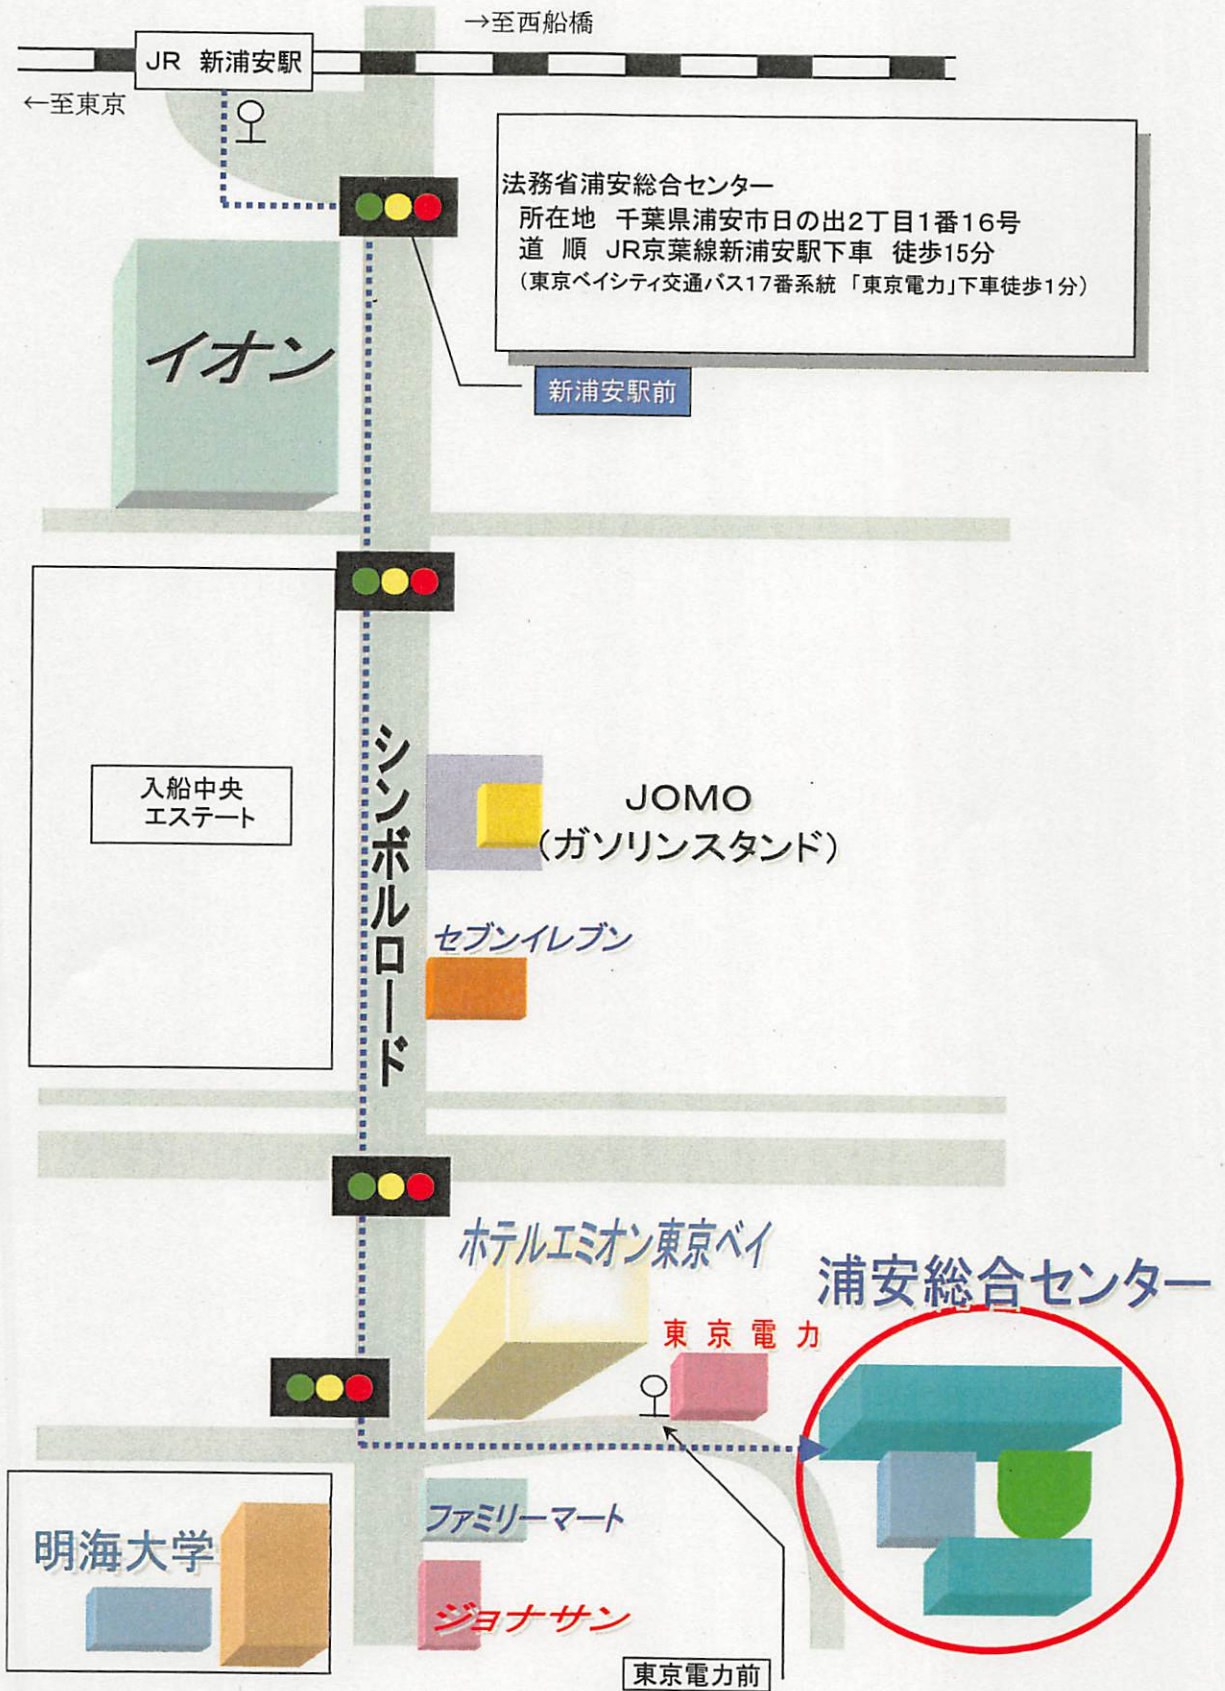 →至西船橋
JR 新浦安駅
←至東京
法務省浦安総合センター
所在地 千葉県浦安市日の出2丁目1番16号
道 順 JR京葉線新浦安駅下車 徒歩15分
(東京ベイシティ交通バス17番系統 「東京電力」下車徒歩1分)
イオン
新浦安駅前
シンボルロード
入船中央
エステート
JOMO
(ガソリンスタンド)
セブンイレブン
ホテルエミオン東京ベイ
浦安総合センター
東京電力
明海大学
ファミリーマート
ジョナサン
東京電力前